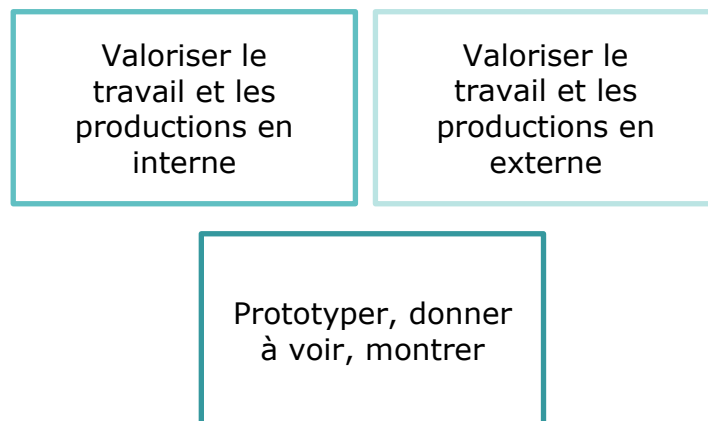 Valoriser le
travail et les
productions en
interne
Valoriser le
travail et les
productions en
externe
Prototyper, donner
à voir, montrer